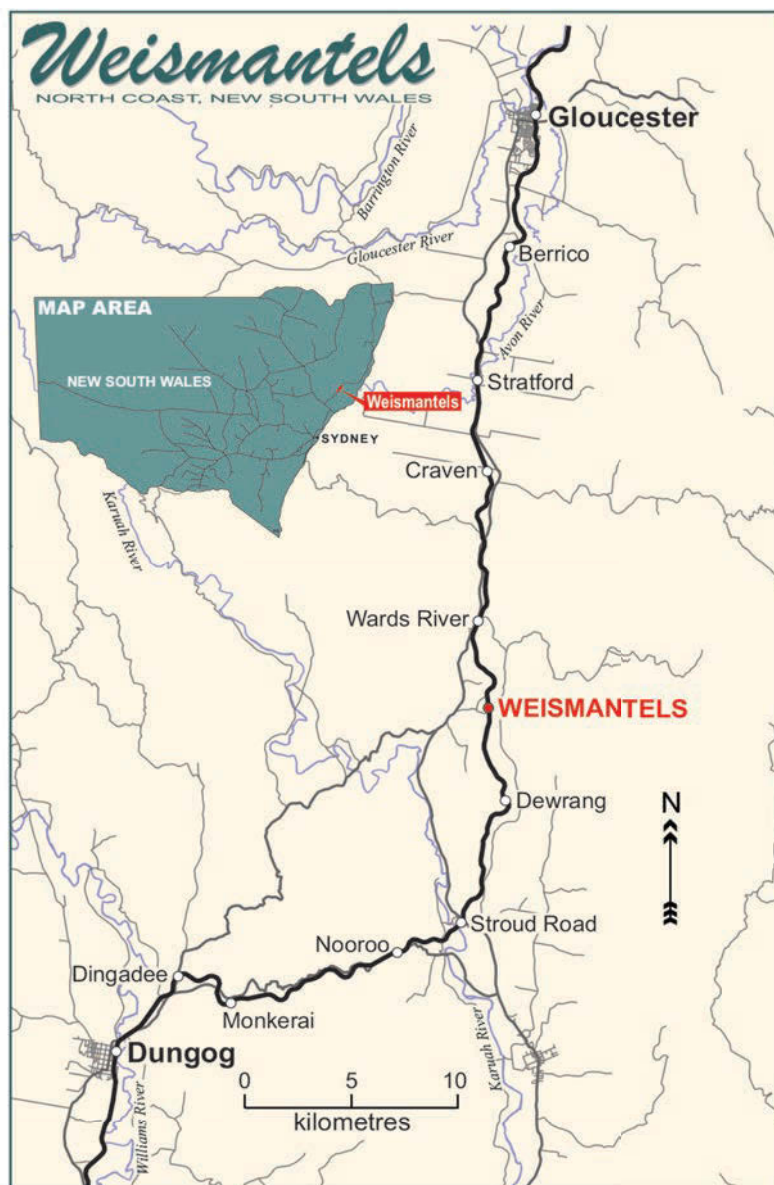 Weismantels
NORTH COAST, NEW SOUTH WALES
Gloucester
Barrington River
Gloucester River
Berrico
MAP AREA
Avon River
NEW SOUTH WALES
Stratford
Weismantels
SYDNEY
Craven
Karuah River
Wards River
WEISMANTELS
N
Dewrang
Stroud Road
Nooroo
Dingadee
Monkerai
Karuah River
Dungog
0 5 10
kilometres
Williams River